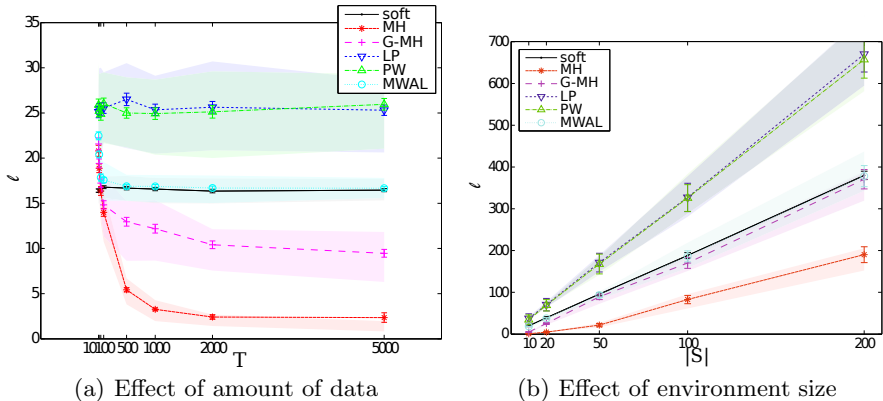 35
30
25
20
15
10
5
0
ℓ
10 100 500 1000 2000 5000
T
soft
MH
G-MH
LP
PW
MWAL
(a) Effect of amount of data
700
600
500
400
300
200
100
0
ℓ
10 20 50 100 200
|S|
soft
MH
G-MH
LP
PW
MWAL
(b) Effect of environment size